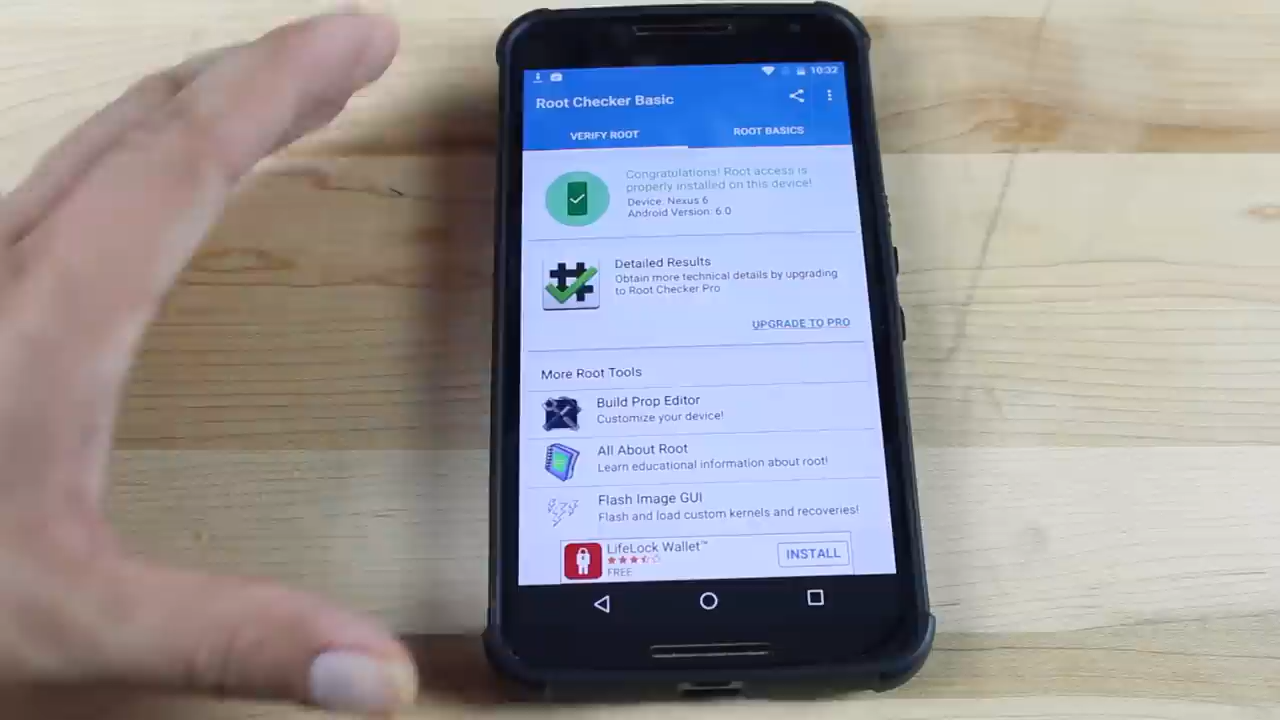 10:32
Root Checker Basic
VERIFY ROOT
ROOT BASICS
Congratulations! Root access is
properly installed on this device!
Device: Nexus 6
Android Version: 6.0
Detailed Results
Obtain more technical details by upgrading
to Root Checker Pro
UPGRADE TO PRO
More Root Tools
Build Prop Editor
Customize your device!
All About Root
Learn educational information about root!
Flash Image GUI
Flash and load custom kernels and recoveries!
LifeLock Wallet™
INSTALL
FREE